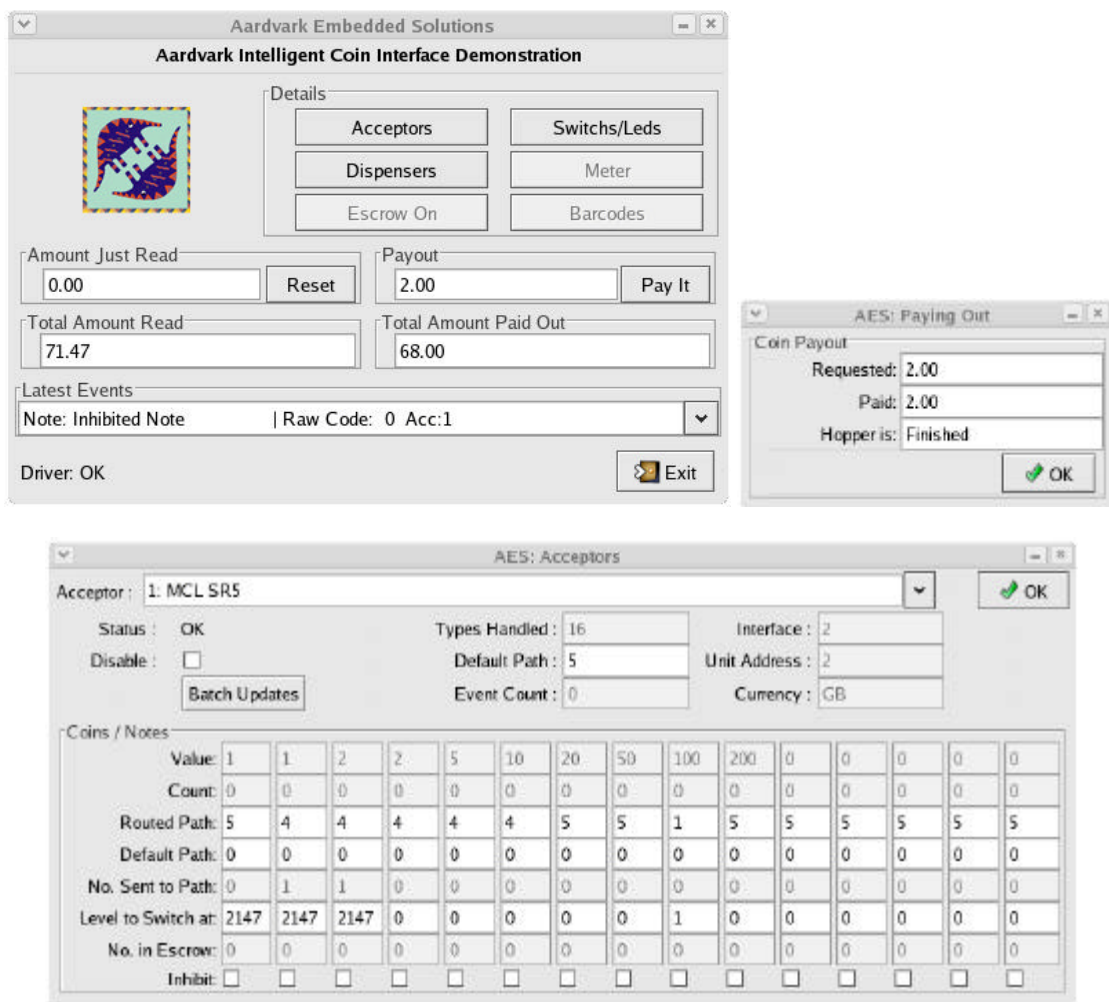 Aardvark Embedded Solutions
Aardvark Intelligent Coin Interface Demonstration
Details
Acceptors Switchs/Leds
Dispensers Meter
Escrow On Barcodes
Amount Just Read Payout
0.00 Reset 2.00 Pay It
Total Amount Read Total Amount Paid Out
71.47 68.00
Latest Events
Note: Inhibited Note | Raw Code: 0 Acc:1
Driver: OK Exit
AES: Paying Out
Coin Payout
Requested: 2.00
Paid: 2.00
Hopper is: Finished
OK
AES: Acceptors
Acceptor : 1: MCL SR5 OK
Status : OK Types Handled : 16 Interface : 2
Disable : Default Path : 5 Unit Address : 2
Batch Updates Event Count : 0 Currency : GB
Coins / Notes
Value: 1 1 2 2 5 10 20 50 100 200 0 0 0 0 0
Count: 0 0 0 0 0 0 0 0 0 0 0 0 0 0 0
Routed Path: 5 4 4 4 4 4 5 5 1 5 5 5 5 5 5
Default Path: 0 0 0 0 0 0 0 0 0 0 0 0 0 0 0
No. Sent to Path: 0 1 1 0 0 0 0 0 0 0 0 0 0 0 0
Level to Switch at: 2147 2147 2147 0 0 0 0 0 1 0 0 0 0 0 0
No. in Escrow: 0 0 0 0 0 0 0 0 0 0 0 0 0 0 0
Inhibit: